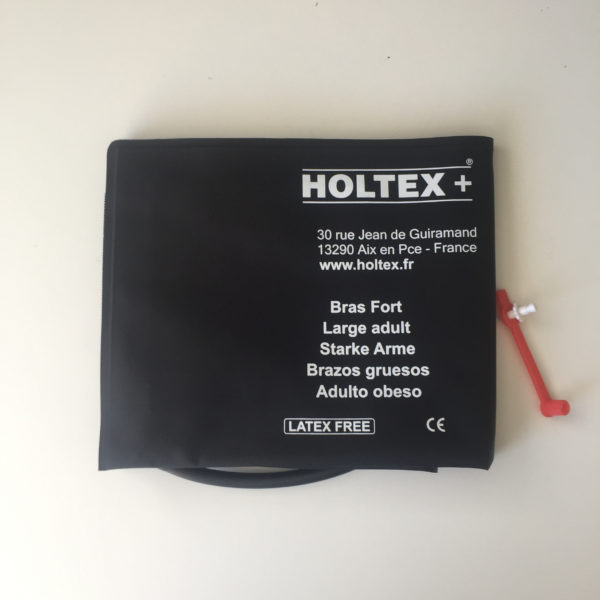 HOLTEX +®
30 rue Jean de Guiramand
13290 Aix en Pce - France
www.holtex.fr
Bras Fort
Large adult
Starke Arme
Brazos gruesos
Adulto obeso
LATEX FREE CE